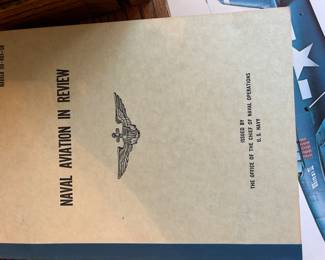 NAVAL AVIATION IN REVIEW
ISSUED BY
THE OFFICE OF THE CHIEF OF NAVAL OPERATIONS
U. S. NAVY